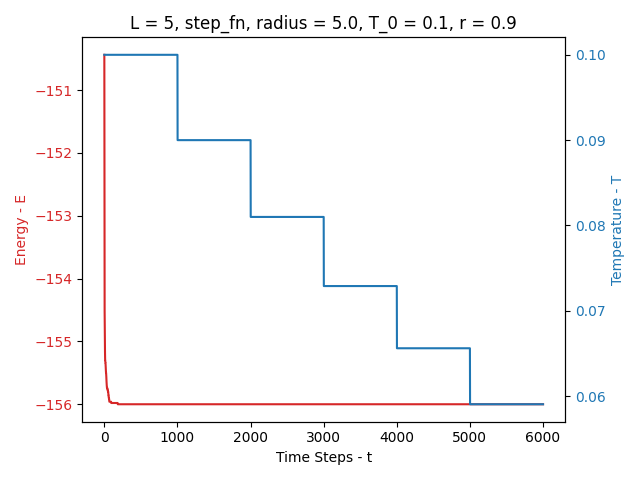 L = 5, step_fn, radius = 5.0, T_0 = 0.1, r = 0.9
Energy - E
−151
−152
−153
−154
−155
−156
0.10
0.09
0.08
0.07
0.06
Temperature - T
0 1000 2000 3000 4000 5000 6000
Time Steps - t